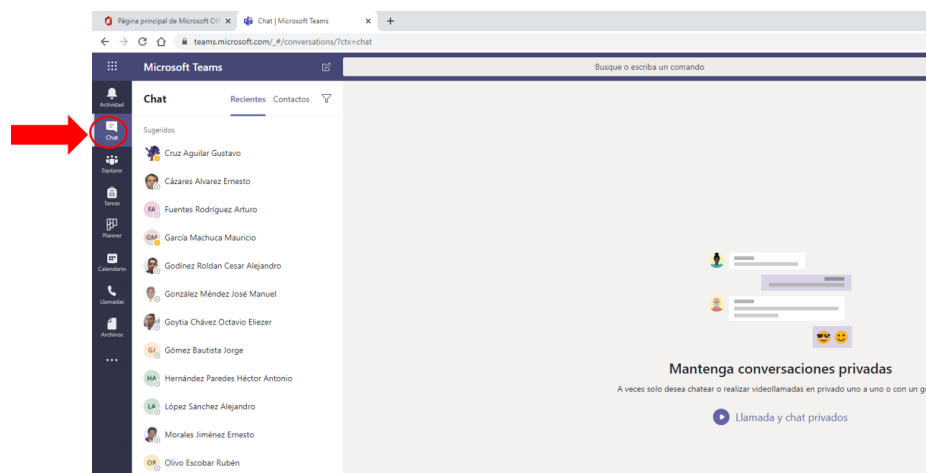 Página principal de Microsoft Of
Chat | Microsoft Teams
teams.microsoft.com/_#/conversations/?ctx=chat
Microsoft Teams
Busque o escriba un comando
Actividad
Chat
Equipos
Tareas
Planner
Calendario
Llamadas
Archivos
Chat
Recientes
Contactos
Sugeridos
Cruz Aguilar Gustavo
Cázares Alvarez Ernesto
FA Fuentes Rodríguez Arturo
GM García Machuca Mauricio
Godínez Roldan Cesar Alejandro
González Méndez José Manuel
Goytia Chávez Octavio Eliezer
GJ Gómez Bautista Jorge
HA Hernández Paredes Héctor Antonio
LA López Sánchez Alejandro
Morales Jiménez Ernesto
OR Olivo Escobar Rubén
Mantenga conversaciones privadas
A veces solo desea chatear o realizar videollamadas en privado uno a uno o con un
Llamada y chat privados